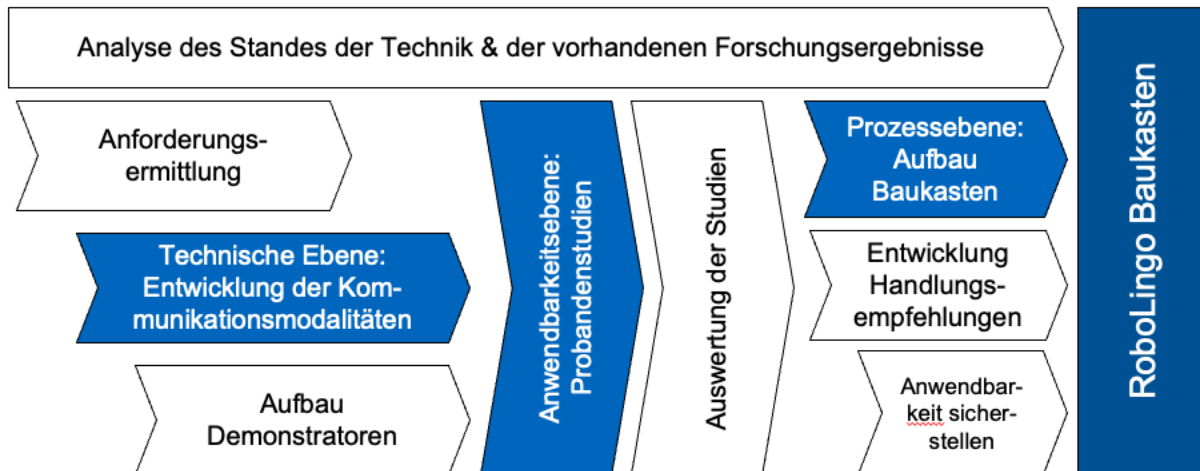 Analyse des Standes der Technik & der vorhandenen Forschungsergebnisse
Anforderungs-
ermittlung
Technische Ebene:
Entwicklung der Kom-
munikationsmodalitäten
Aufbau
Demonstratoren
Anwendbarkeitsebene:
Probandenstudien
Auswertung der Studien
Prozessebene:
Aufbau
Baukasten
Entwicklung
Handlungs-
empfehlungen
Anwendbar-
keit sicher-
stellen
RoboLingo Baukasten